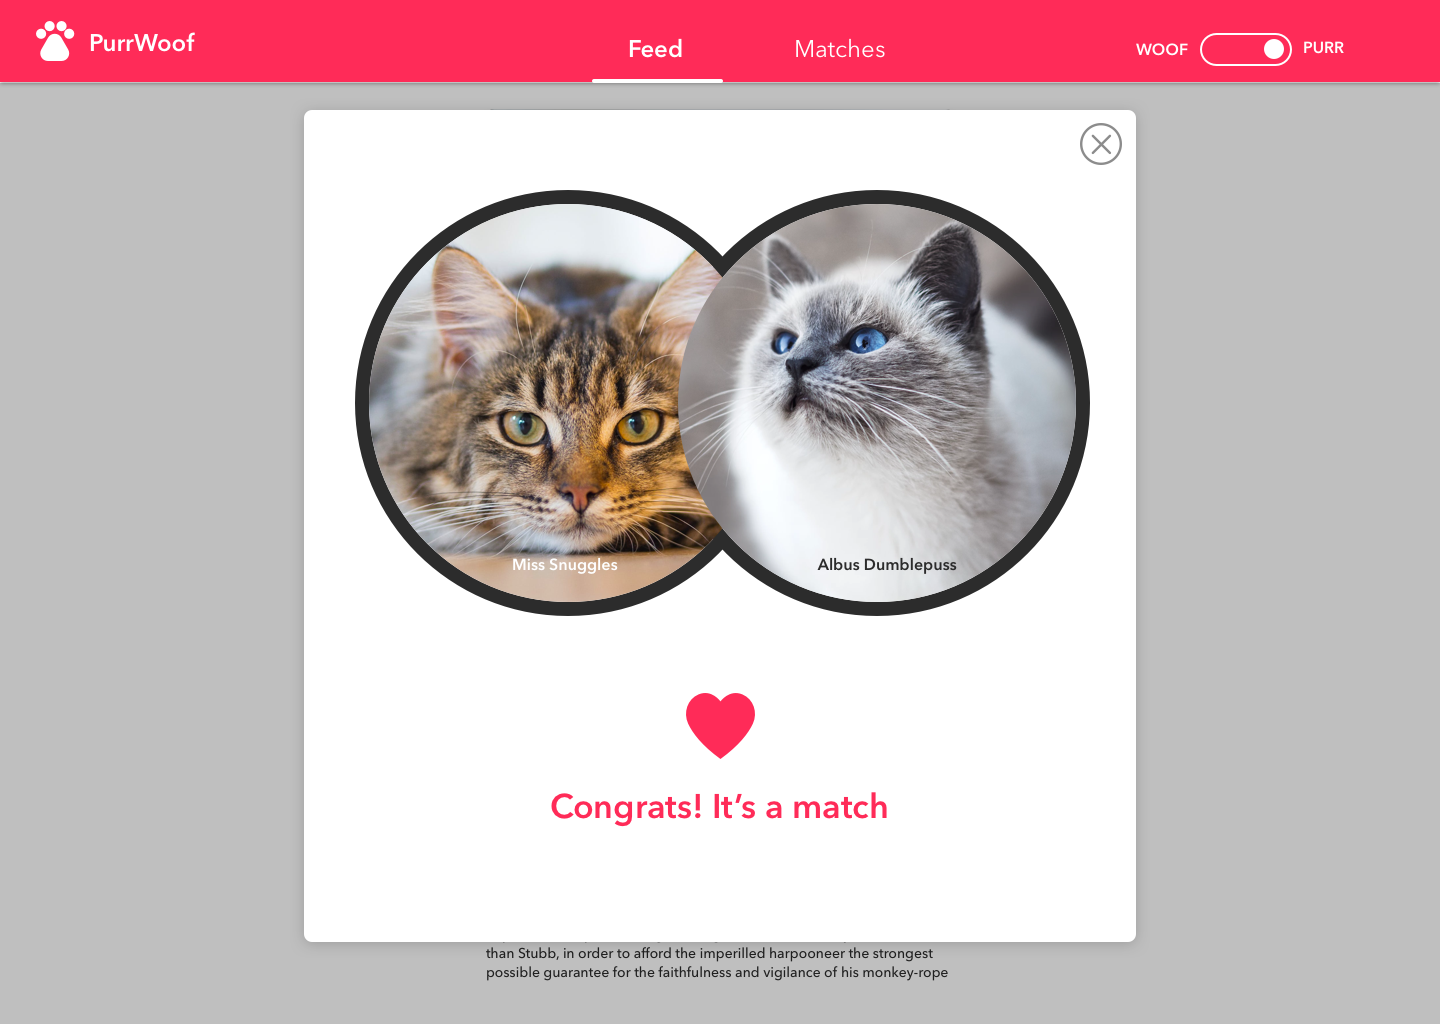 PurrWoof
Feed
Matches
WOOF
PURR
Miss Snuggles
Albus Dumblepuss
Congrats! It’s a match
than Stubb, in order to afford the imperilled harpooneer the strongest
possible guarantee for the faithfulness and vigilance of his monkey-rope